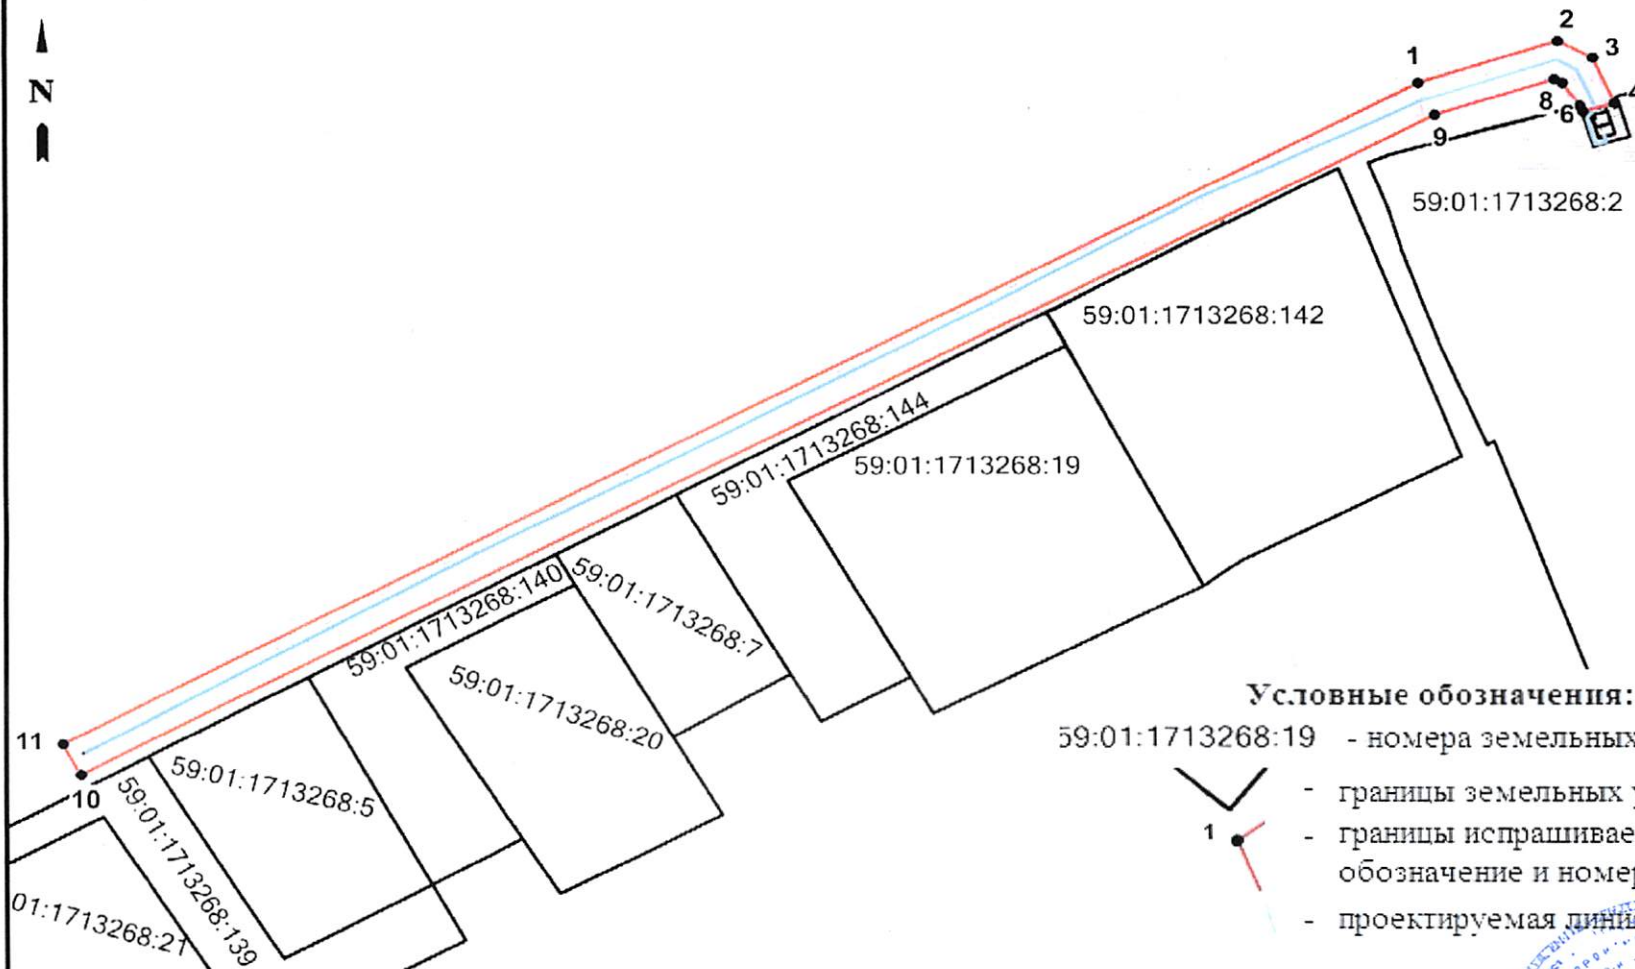 N
1
2
3
4
8
6
9
59:01:1713268:2
59:01:1713268:142
59:01:1713268:144
59:01:1713268:19
59:01:1713268:140
59:01:1713268:7
59:01:1713268:20
11
10
59:01:1713268:5
59:01:1713268:139
01:1713268:21
Условные обозначения:
59:01:1713268:19 - номера земельных
- границы земельных
1
- границы испрашивае
обозначение и номер
- проектируемая линия